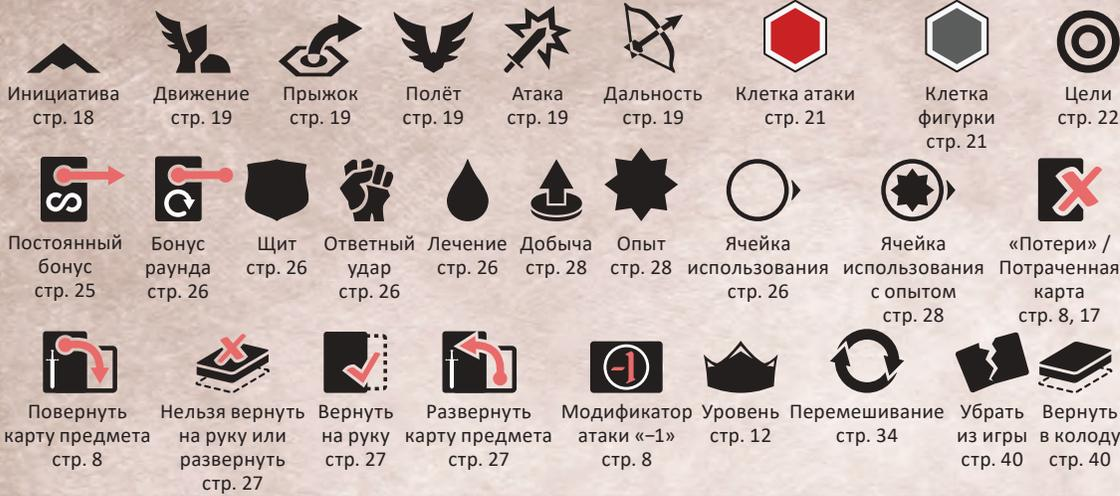 Инициатива
стр. 18
Движение
стр. 19
Прыжок
стр. 19
Полёт
стр. 19
Атака
стр. 19
Дальность
стр. 19
Клетка атаки
стр. 21
Клетка
фигурки
стр. 21
Цели
стр. 22
Постоянный
бонус
стр. 25
Бонус
раунда
стр. 26
Щит
стр. 26
Ответный
удар
стр. 26
Лечение
стр. 26
Добыча
стр. 28
Опыт
стр. 28
Ячейка
использования
стр. 26
Ячейка
использования
с опытом
стр. 28
«Потери» /
Потраченная
карта
стр. 8, 17
Повернуть
карту предмета
стр. 8
Нельзя вернуть
на руку или
развернуть
стр. 27
Вернуть
на руку
стр. 27
Развернуть
карту предмета
стр. 27
-1
Модификатор
атаки «–1»
стр. 8
Уровень
стр. 12
Перемешивание
стр. 34
Убрать
из игры
стр. 40
Вернуть
в колоду
стр. 40